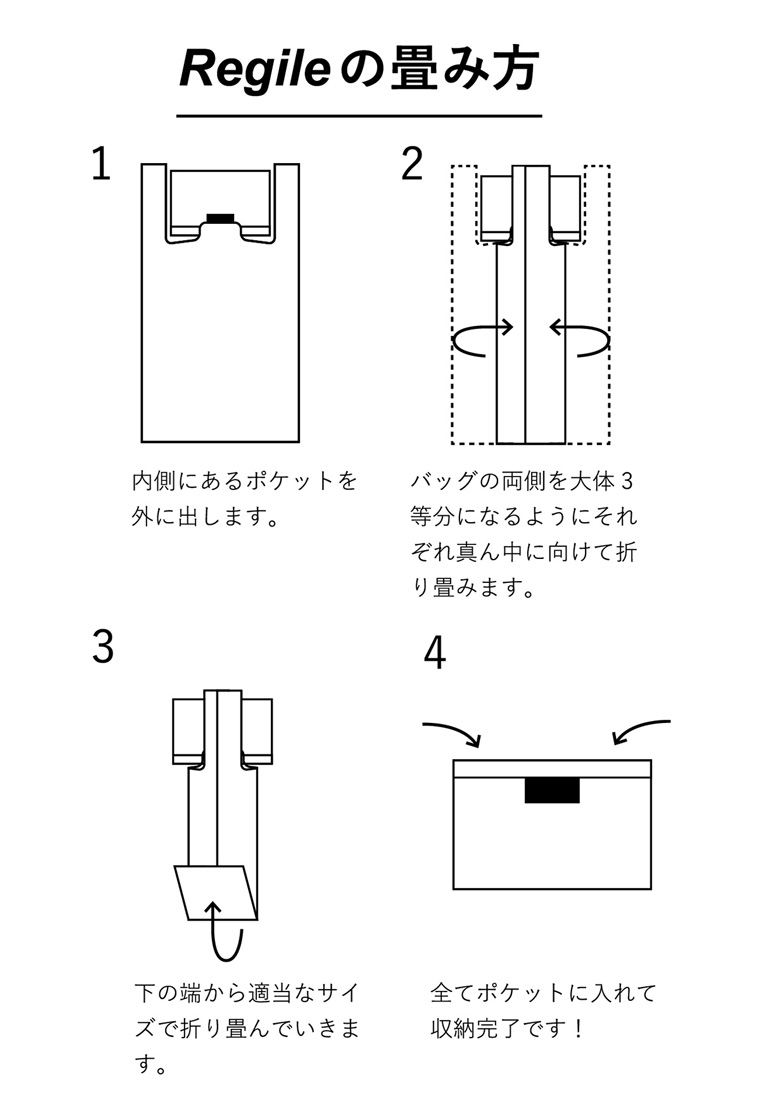 Regileの畳み方
1
内側にあるポケットを
外に出します。
2
バッグの両側を大体3
等分になるようにそれ
ぞれ真ん中に向けて折
り畳みます。
3
下の端から適当なサイ
ズで折り畳んでいきま
す。
4
全てポケットに入れて
収納完了です！